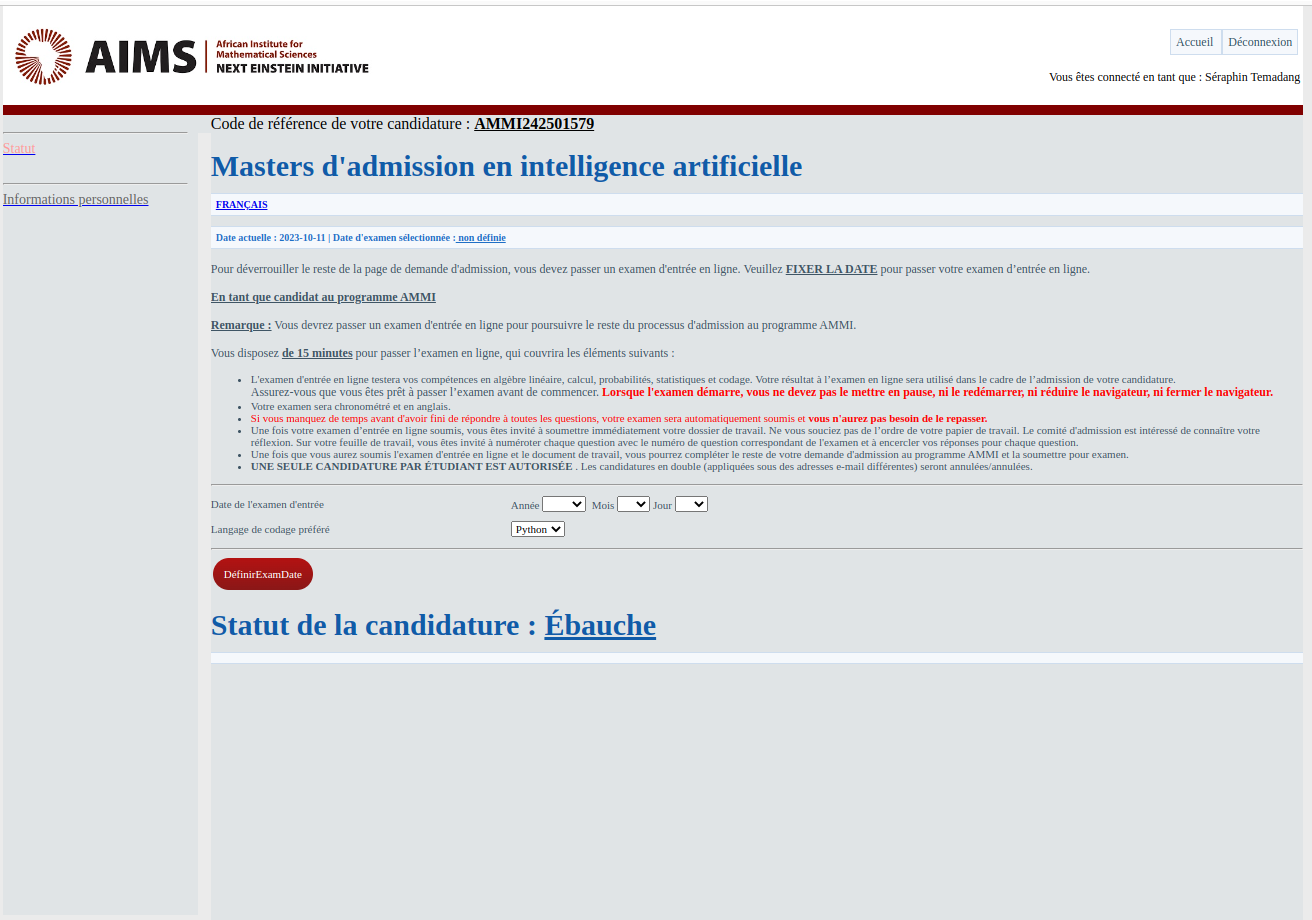 AIMS
African Institute for
Mathematical Sciences
NEXT EINSTEIN INITIATIVE
Accueil Déconnexion
Vous êtes connecté en tant que : Séraphin Temadang
Code de référence de votre candidature : AMMI242501579
Statut
Informations personnelles
Masters d'admission en intelligence artificielle
FRANÇAIS
Date actuelle : 2023-10-11 | Date d'examen sélectionnée : non définie
Pour déverrouiller le reste de la page de demande d'admission, vous devez passer un examen d'entrée en ligne. Veuillez FIXER LA DATE pour passer votre examen d’entrée en ligne.
En tant que candidat au programme AMMI
Remarque : Vous devrez passer un examen d'entrée en ligne pour poursuivre le reste du processus d'admission au programme AMMI.
Vous disposez de 15 minutes pour passer l’examen en ligne, qui couvrira les éléments suivants :
L'examen d'entrée en ligne testera vos compétences en algèbre linéaire, calcul, probabilités, statistiques et codage. Votre résultat à l’examen en ligne sera utilisé dans le cadre de l’admission de votre candidature.
Assurez-vous que vous êtes prêt à passer l’examen avant de commencer. Lorsque l'examen démarre, vous ne devez pas le mettre en pause, ni le redémarrer, ni réduire le navigateur, ni fermer le navigateur.
Votre examen sera chronométré et en anglais.
Si vous manquez de temps avant d'avoir fini de répondre à toutes les questions, votre examen sera automatiquement soumis et vous n'aurez pas besoin de le repasser.
Une fois votre examen d’entrée en ligne soumis, vous êtes invité à soumettre immédiatement votre dossier de travail. Ne vous souciez pas de l’ordre de votre papier de travail. Le comité d'admission est intéressé de connaître votre
réflexion. Sur votre feuille de travail, vous êtes invité à numéroter chaque question avec le numéro de question correspondant de l'examen et à encercler vos réponses pour chaque question.
Une fois que vous aurez soumis l'examen d'entrée en ligne et le document de travail, vous pourrez compléter le reste de votre demande d'admission au programme AMMI et la soumettre pour examen.
UNE SEULE CANDIDATURE PAR ÉTUDIANT EST AUTORISÉE . Les candidatures en double (appliquées sous des adresses e-mail différentes) seront annulées/annulées.
Date de l'examen d'entrée Année Mois Jour
Langage de codage préféré Python
DéfinirExamDate
Statut de la candidature : Ébauche